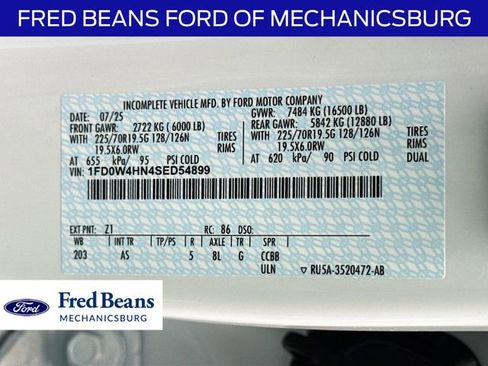 FRED BEANS FORD OF MECHANICSBURG
INCOMPLETE VEHICLE MFD. BY FORD MOTOR COMPANY
DATE: 07/25 GVWR: 7484 KG (16500 LB)
FRONT GAWR: 2722 KG ( 6000 LB) REAR GAWR: 5842 KG (12880 LB)
WITH 225/70R19.5G 128/126N TIRES WITH 225/70R19.5G 128/126N TIRES
19.5X6.0RW RIMS 19.5X6.0RW RIMS
AT 655 kPa/ 95 PSI COLD AT 620 kPa/ 90 PSI COLD DUAL
VIN: 1FD0W4HN4SED54899
EXT PNT: Z1 RC: 86 DSO:
WB INT TR TP/PS R AXLE TR SPR
203 AS 5 8L G CCBB
ULN ▽ RU5A-3520472-AB
Ford Fred Beans
MECHANICSBURG